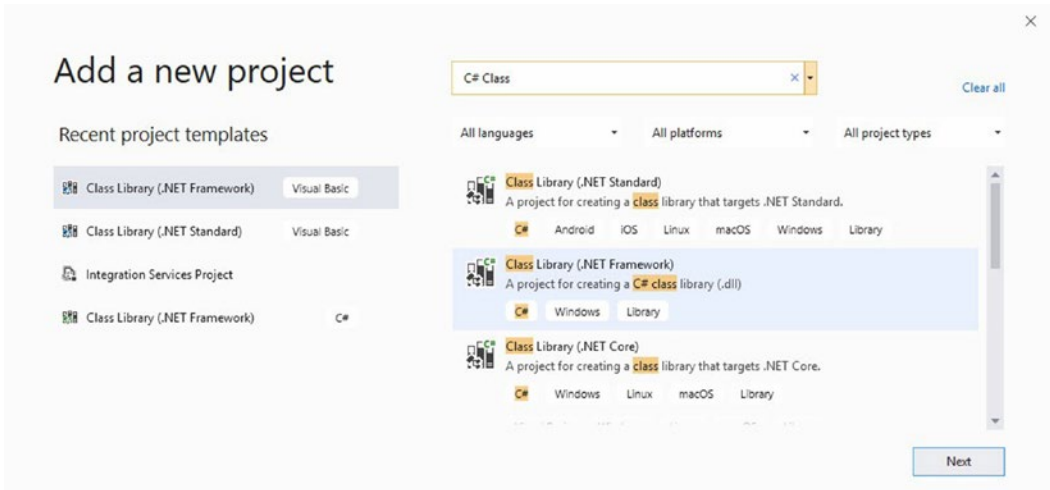 Add a new project
Recent project templates
Class Library (.NET Framework) Visual Basic
Class Library (.NET Standard) Visual Basic
Integration Services Project
Class Library (.NET Framework) C#
C# Class
Clear all
All languages All platforms All project types
Class Library (.NET Standard)
A project for creating a class library that targets .NET Standard.
C# Android iOS Linux macOS Windows Library
Class Library (.NET Framework)
A project for creating a C# class library (.dll)
C# Windows Library
Class Library (.NET Core)
A project for creating a class library that targets .NET Core.
C# Windows Linux macOS Library
Next